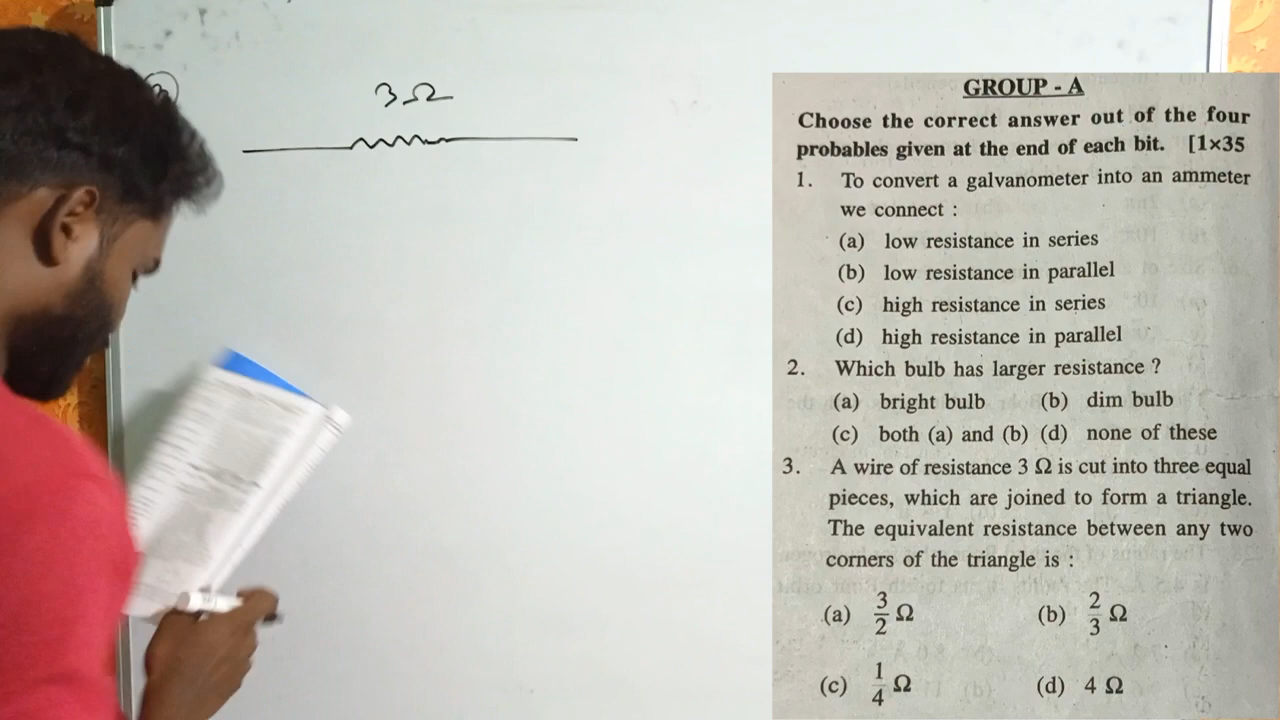 3
3 Ω
GROUP - A
Choose the correct answer out of the four
probables given at the end of each bit. [1×35
1. To convert a galvanometer into an ammeter
we connect :
(a) low resistance in series
(b) low resistance in parallel
(c) high resistance in series
(d) high resistance in parallel
2. Which bulb has larger resistance ?
(a) bright bulb (b) dim bulb
(c) both (a) and (b) (d) none of these
3. A wire of resistance 3 Ω is cut into three equal
pieces, which are joined to form a triangle.
The equivalent resistance between any two
corners of the triangle is :
(a) 3/2 Ω (b) 2/3 Ω
(c) 1/4 Ω (d) 4 Ω